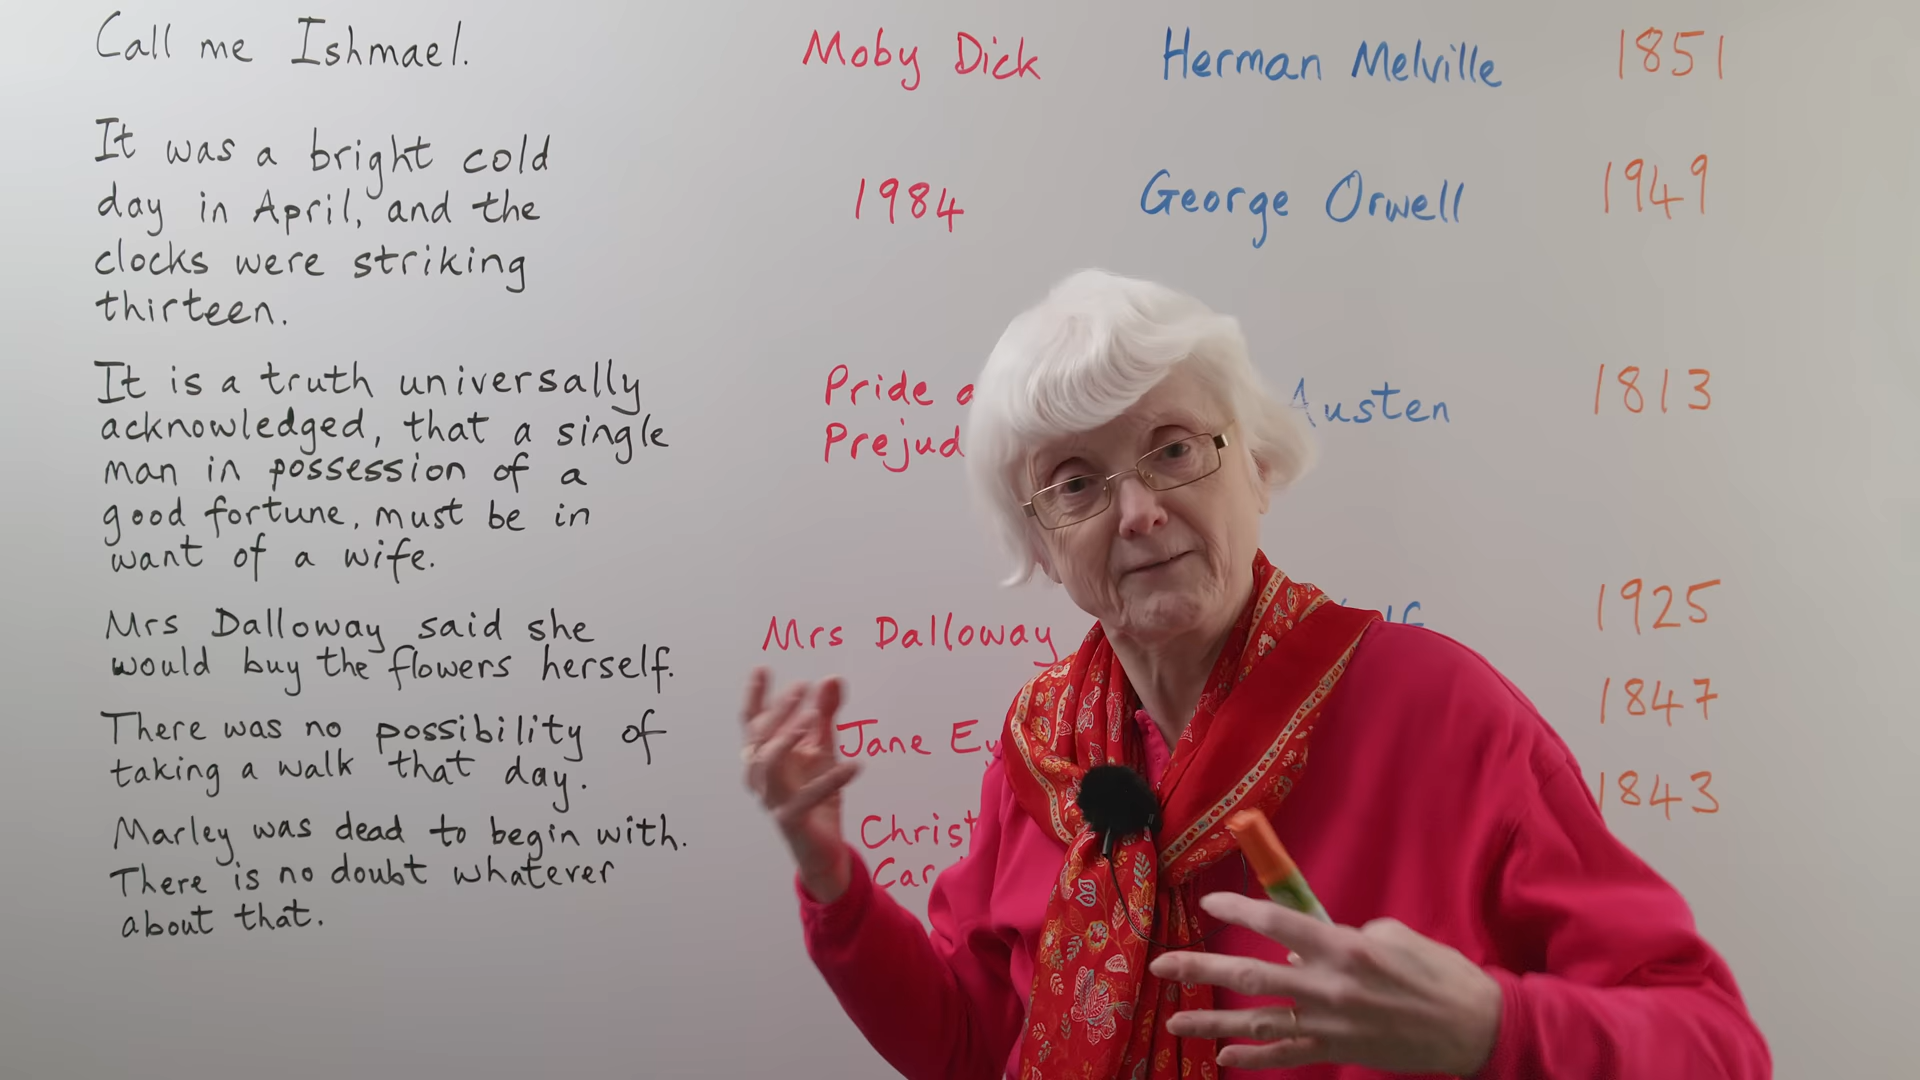 Call me Ishmael. Moby Dick Herman Melville 1851
It was a bright cold
day in April, and the 1984 George Orwell 1949
clocks were striking
thirteen.
It is a truth universally Pride Austen 1813
acknowledged, that a single
man in possession of a
good fortune, must be in
want of a wife.
Mrs Dalloway said she Mrs Dalloway 1925
would buy the flowers herself.
There was no possibility of Jane 1847
taking a walk that day.
Marley was dead to begin with. 1843
There is no doubt whatever
about that.